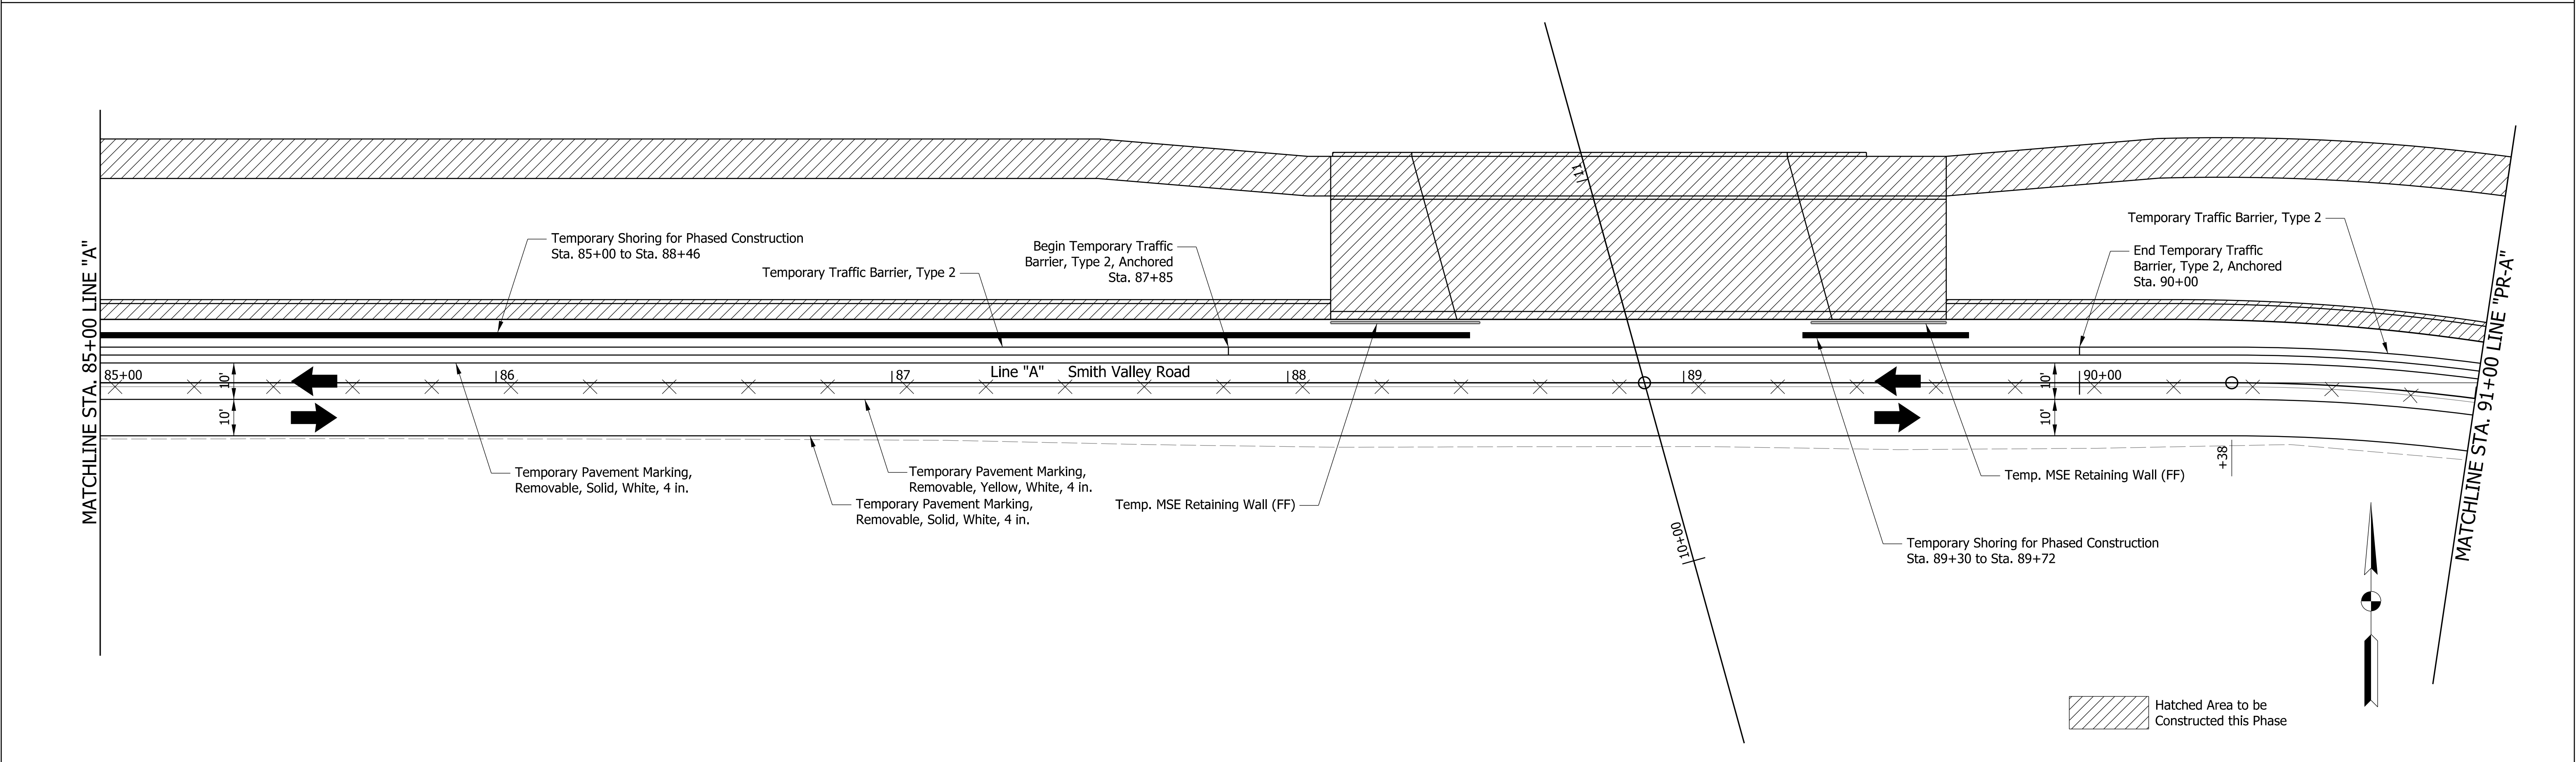 MATCHLINE STA. 85+00 LINE "A"
Temporary Shoring for Phased Construction
Sta. 85+00 to Sta. 88+46
Temporary Traffic Barrier, Type 2
Begin Temporary Traffic
Barrier, Type 2, Anchored
Sta. 87+85
11
Temporary Traffic Barrier, Type 2
End Temporary Traffic
Barrier, Type 2, Anchored
Sta. 90+00
MATCHLINE STA. 91+00 LINE "PR-A"
85+00
86
87
Line "A" Smith Valley Road
88
89
90+00
10'
10'
10'
10'
+38
Temporary Pavement Marking,
Removable, Solid, White, 4 in.
Temporary Pavement Marking,
Removable, Yellow, White, 4 in.
Temporary Pavement Marking,
Removable, Solid, White, 4 in.
Temp. MSE Retaining Wall (FF)
10+00
Temp. MSE Retaining Wall (FF)
Temporary Shoring for Phased Construction
Sta. 89+30 to Sta. 89+72
Hatched Area to be
Constructed this Phase